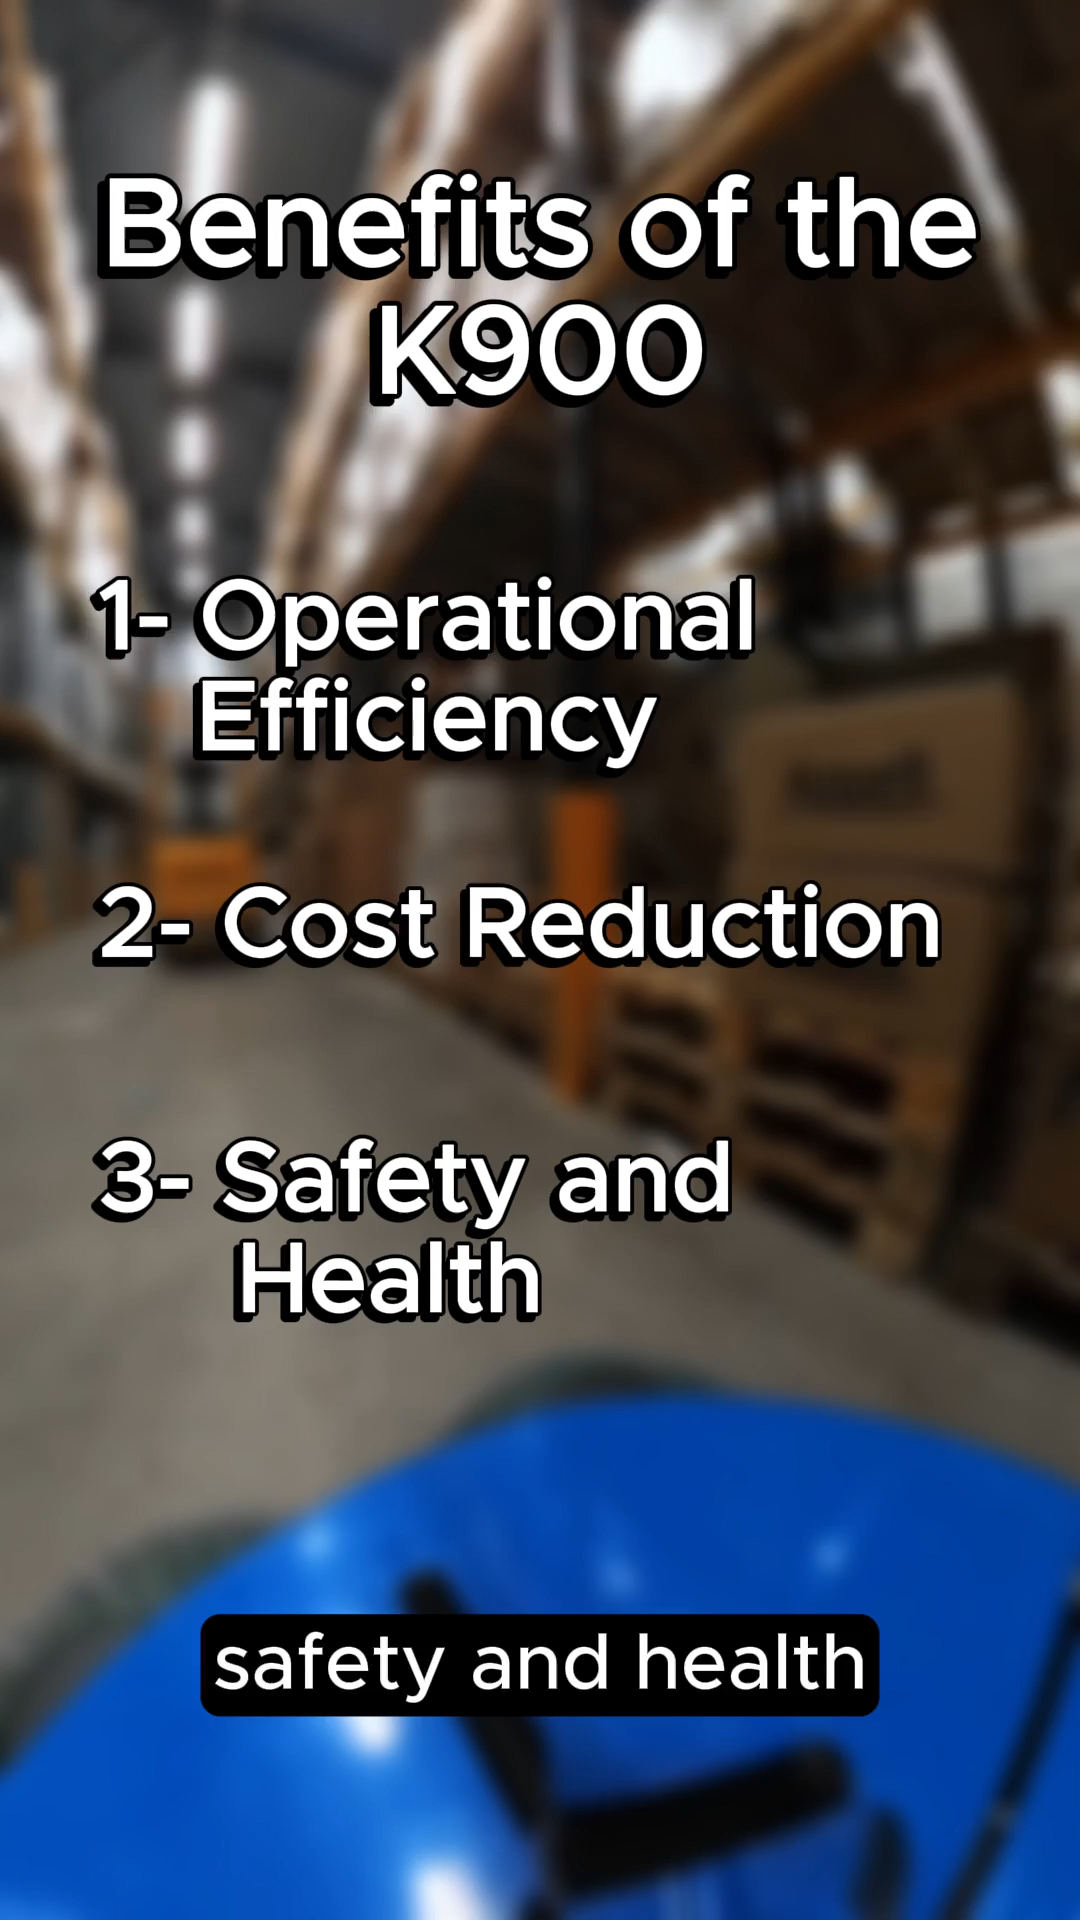 Benefits of the
K900
1- Operational
Efficiency
2- Cost Reduction
3- Safety and
Health
safety and health